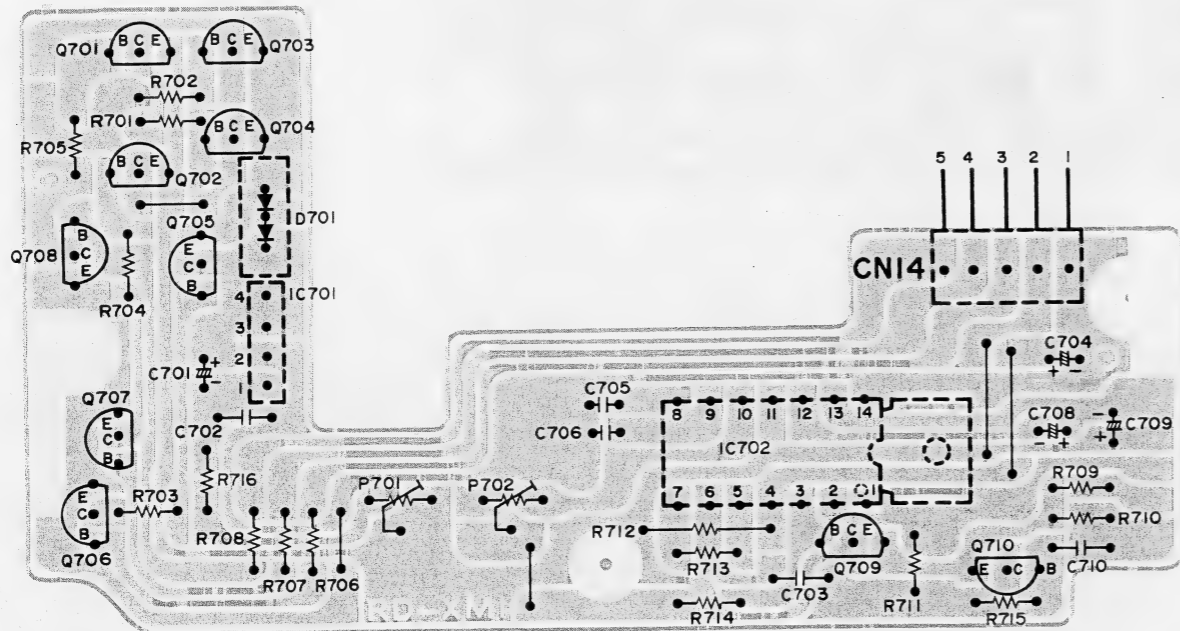 Q701 B C E
B C E Q703
R702
R701
B C E Q704
R705
B C E
Q702
D701
Q705
E C B
Q708 B C E
R704
IC701
4
3
2
1
C701 + -
C702
Q707
E C B
R716
Q706 E C B
R703
R708
R707
R706
P701
P702
5 4 3 2 1
CN14
C704
+ -
C705
C706
8 9 10 11 12 13 14
IC702
7 6 5 4 3 2 1
C708
- +
- + C709
R709
R710
C710
R712
R713
R714
C703
B C E
Q709
R711
Q710
E C B
R715